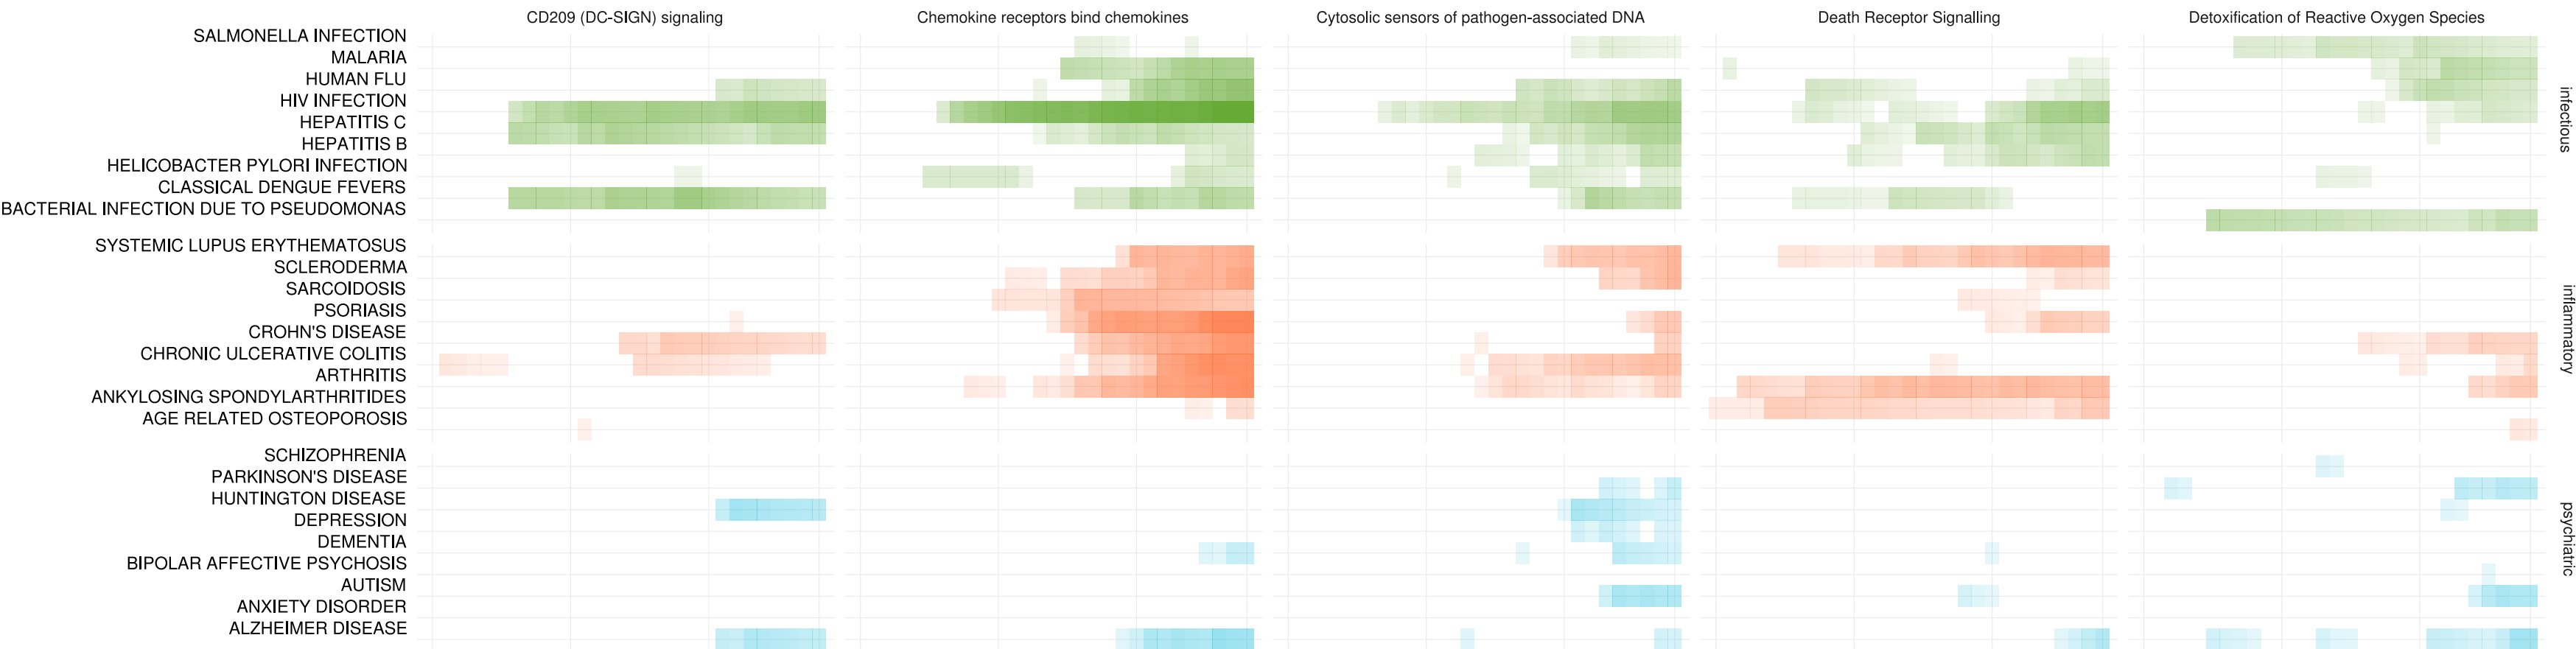 CD209 (DC-SIGN) signaling
Chemokine receptors bind chemokines
Cytosolic sensors of pathogen-associated DNA
Death Receptor Signalling
Detoxification of Reactive Oxygen Species
SALMONELLA INFECTION
MALARIA
HUMAN FLU
HIV INFECTION
HEPATITIS C
HEPATITIS B
HELICOBACTER PYLORI INFECTION
CLASSICAL DENGUE FEVERS
BACTERIAL INFECTION DUE TO PSEUDOMONAS
infectious
SYSTEMIC LUPUS ERYTHEMATOSUS
SCLERODERMA
SARCOIDOSIS
PSORIASIS
CROHN'S DISEASE
CHRONIC ULCERATIVE COLITIS
ARTHRITIS
ANKYLOSING SPONDYLARTHRITIDES
AGE RELATED OSTEOPOROSIS
inflammatory
SCHIZOPHRENIA
PARKINSON'S DISEASE
HUNTINGTON DISEASE
DEPRESSION
DEMENTIA
BIPOLAR AFFECTIVE PSYCHOSIS
AUTISM
ANXIETY DISORDER
ALZHEIMER DISEASE
psychiatric